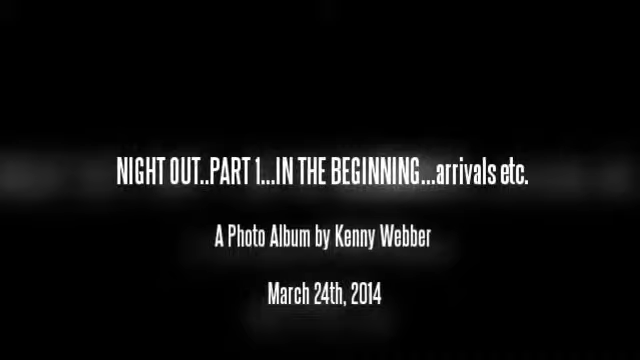 NIGHT OUT..PART 1...IN THE BEGINNING...arrivals etc.
A Photo Album by Kenny Webber
March 24th, 2014